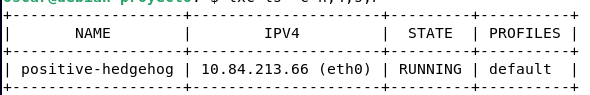 +-------------------+---------------------+---------+----------+
|       NAME        |        IPV4         |  STATE  | PROFILES |
+-------------------+---------------------+---------+----------+
| positive-hedgehog | 10.84.213.66 (eth0) | RUNNING | default  |
+-------------------+---------------------+---------+----------+